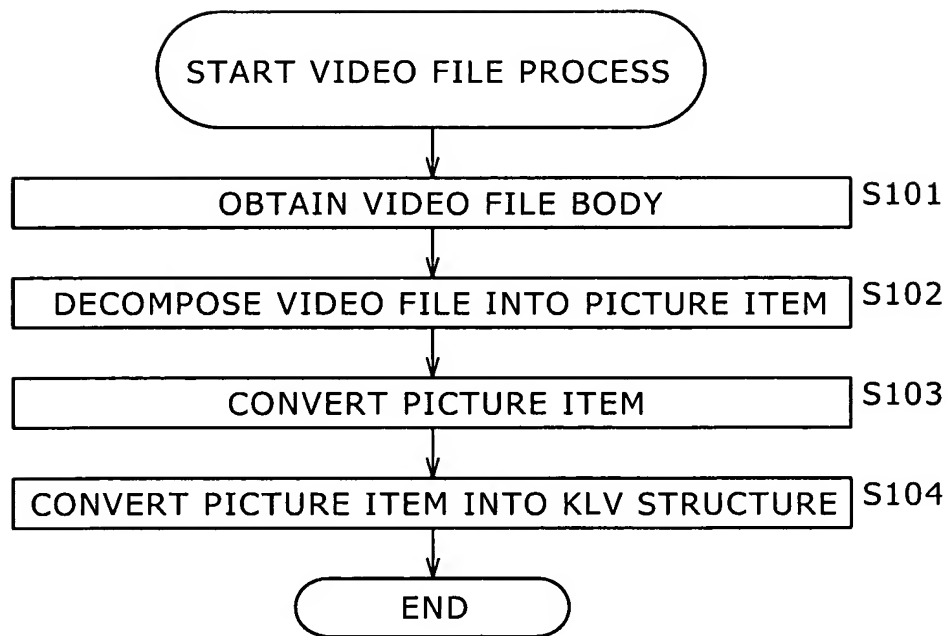 START VIDEO FILE PROCESS
OBTAIN VIDEO FILE BODY S101
DECOMPOSE VIDEO FILE INTO PICTURE ITEM S102
CONVERT PICTURE ITEM S103
CONVERT PICTURE ITEM INTO KLV STRUCTURE S104
END